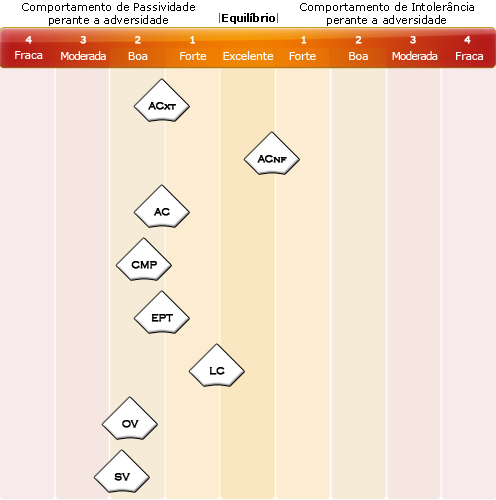 Comportamento de Passividade
perante a adversidade
|Equilíbrio|
Comportamento de Intolerância
perante a adversidade
4 3 2 1 1 2 3 4
Fraca Moderada Boa Forte Excelente Forte Boa Moderada Fraca
ACXT
ACNF
AC
CMP
EPT
LC
OV
SV